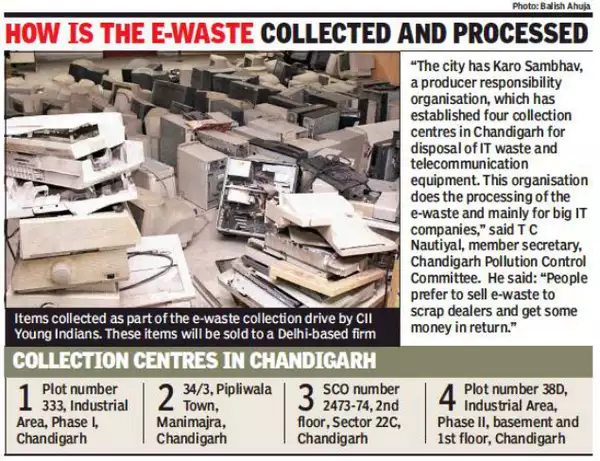 Photo: Balish Ahuja
HOW IS THE E-WASTE COLLECTED AND PROCESSED
“The city has Karo Sambhav,
a producer responsibility
organisation, which has
established four collection
centres in Chandigarh for
disposal of IT waste and
telecommunication
equipment. This organisation
does the processing of the
e-waste and mainly for big IT
companies,” said T C
Nautiyal, member secretary,
Chandigarh Pollution Control
Committee. He said: “People
prefer to sell e-waste to
scrap dealers and get some
money in return.”
Items collected as part of the e-waste collection drive by CII
Young Indians. These items will be sold to a Delhi-based firm
COLLECTION CENTRES IN CHANDIGARH
1 Plot number
333, Industrial
Area, Phase I,
Chandigarh
2 34/3, Pipliwala
Town,
Manimajra,
Chandigarh
3 SCO number
2473-74, 2nd
floor, Sector 22C,
Chandigarh
4 Plot number 38D,
Industrial Area,
Phase II, basement and
1st floor, Chandigarh